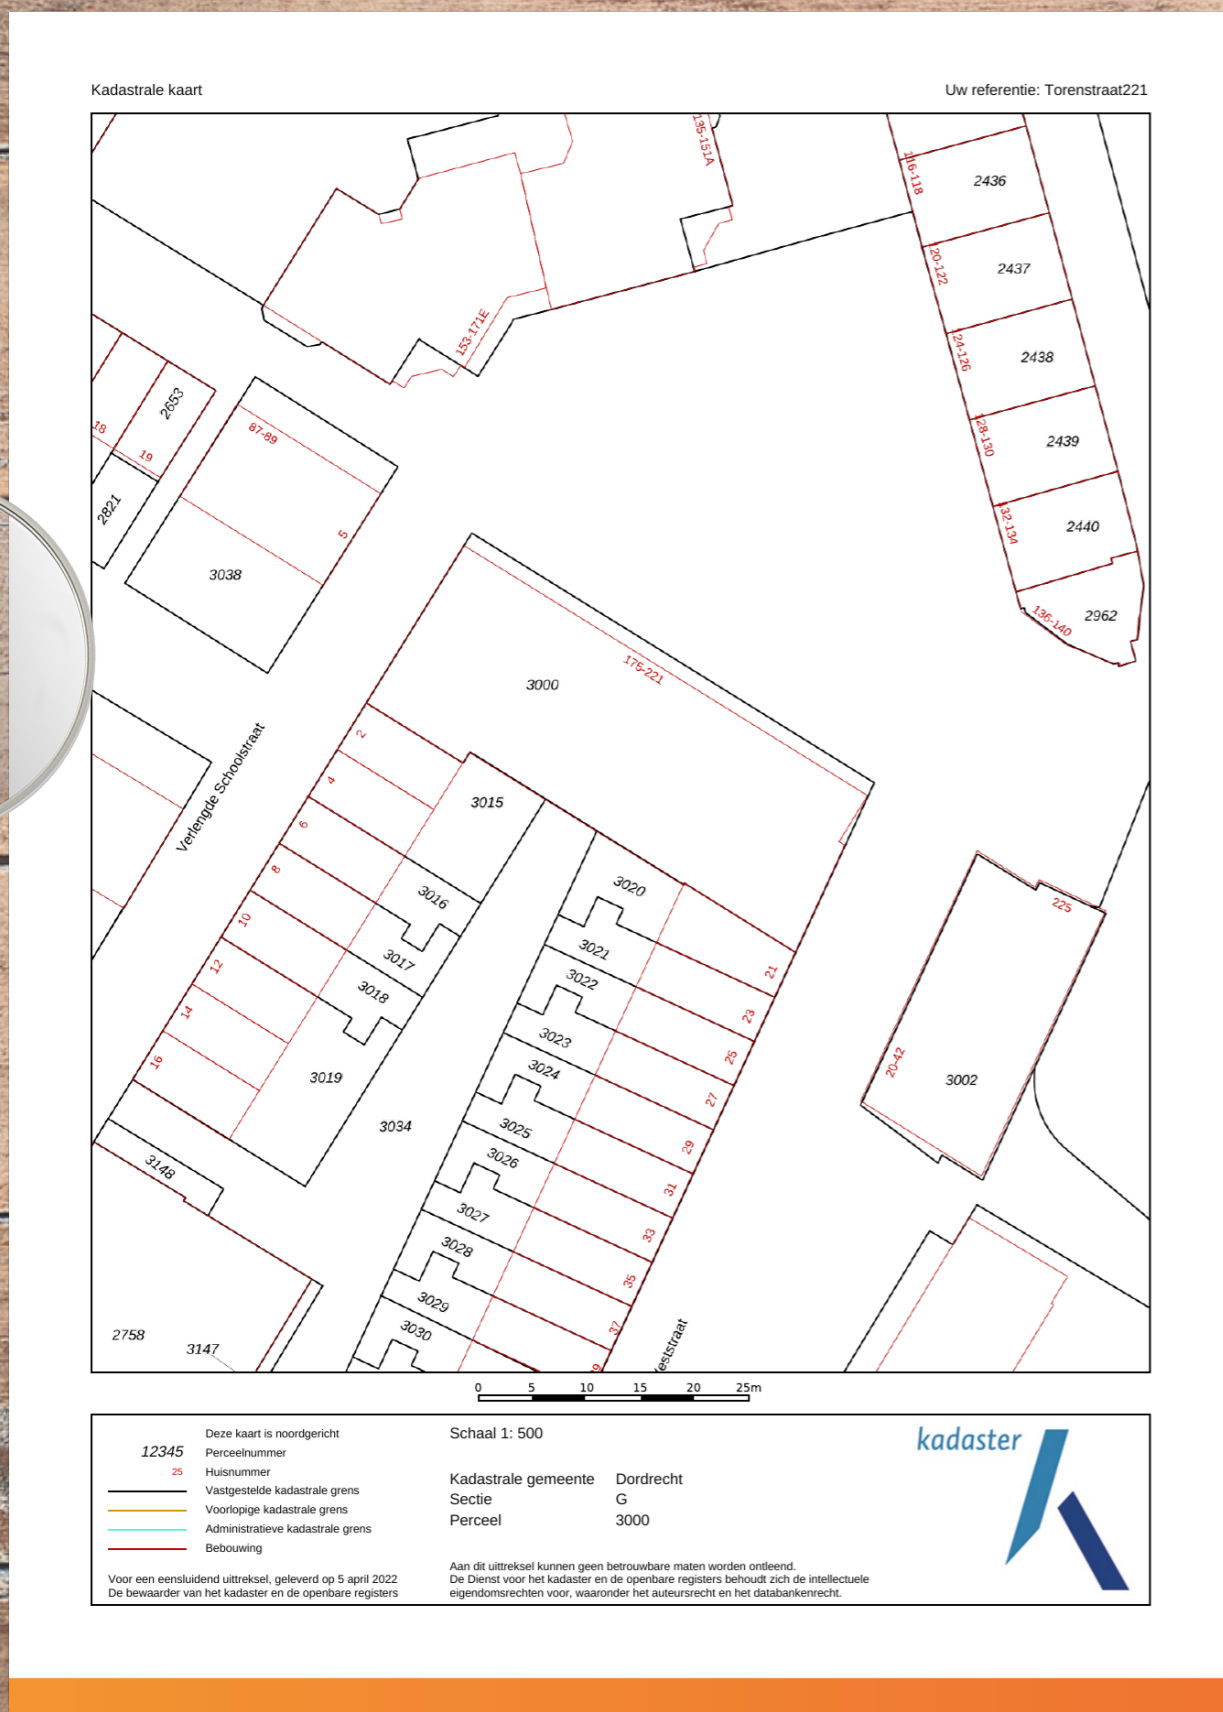 Kadastrale kaart
Uw referentie: Torenstraat221
135-151A
116-118
2436
120-122
2437
153-171E
124-126
2438
2653
18
19
87-89
128-130
2439
2821
5
132-134
2440
3038
136-140
2962
3000
175-221
Verlengde Schoolstraat
2
4
3015
6
8
3016
3020
225
10
3017
3021
21
12
3018
3022
23
14
3023
25
16
3019
3024
27
20-42
3002
3034
3025
29
3148
3026
31
3027
33
3028
35
3029
37
2758
3147
3030
eststraat
0 5 10 15 20 25m
Deze kaart is noordgericht
12345 Perceelnummer
25 Huisnummer
Vastgestelde kadastrale grens
Voorlopige kadastrale grens
Administratieve kadastrale grens
Bebouwing
Voor een eensluidend uittreksel, geleverd op 5 april 2022
De bewaarder van het kadaster en de openbare registers
Schaal 1: 500
Kadastrale gemeente Dordrecht
Sectie G
Perceel 3000
Aan dit uittreksel kunnen geen betrouwbare maten worden ontleend.
De Dienst voor het kadaster en de openbare registers behoudt zich de intellectuele
eigendomsrechten voor, waaronder het auteursrecht en het databankenrecht.
kadaster